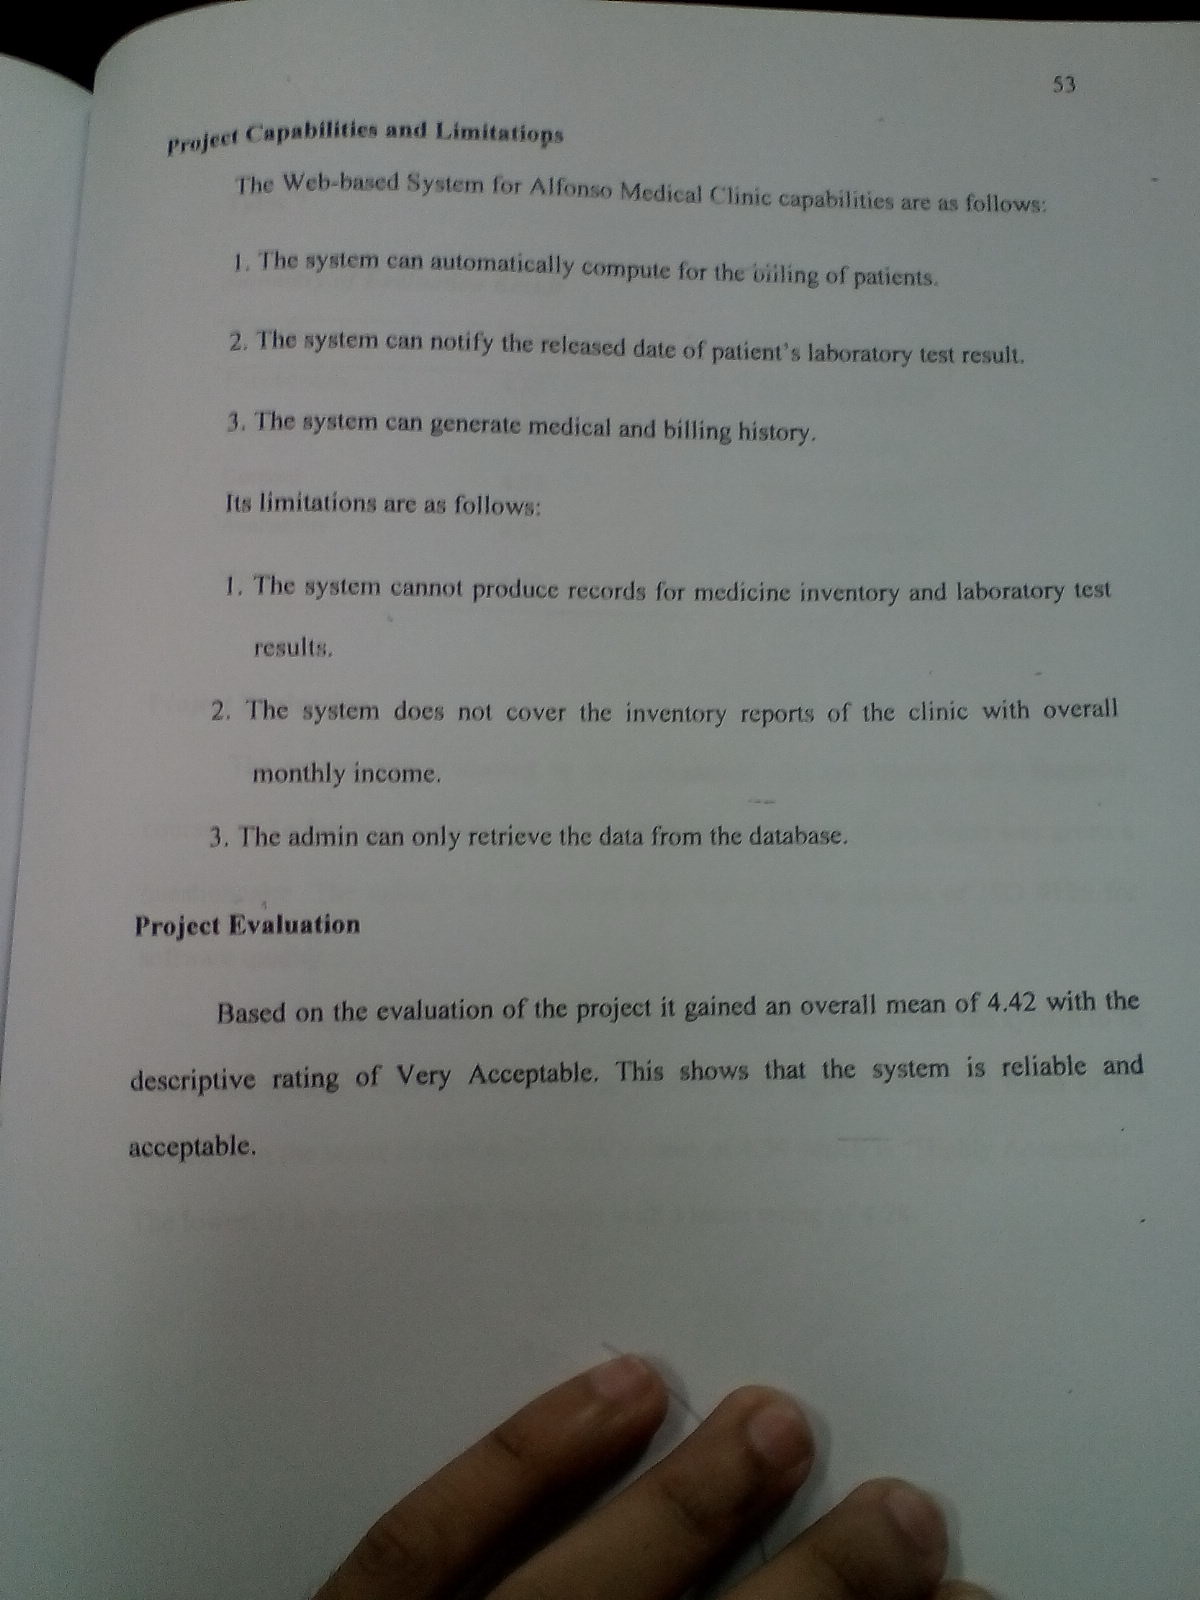 53
Project Capabilities and Limitations
The Web-based System for Alfonso Medical Clinic capabilities are as follows:
1. The system can automatically compute for the billing of patients.
2. The system can notify the released date of patient's laboratory test result.
3. The system can generate medical and billing history.
Its limitations are as follows:
1. The system cannot produce records for medicine inventory and laboratory test
results.
2. The system does not cover the inventory reports of the clinic with overall
monthly income.
3. The admin can only retrieve the data from the database.
Project Evaluation
Based on the evaluation of the project it gained an overall mean of 4.42 with the
descriptive rating of Very Acceptable. This shows that the system is reliable and
acceptable.